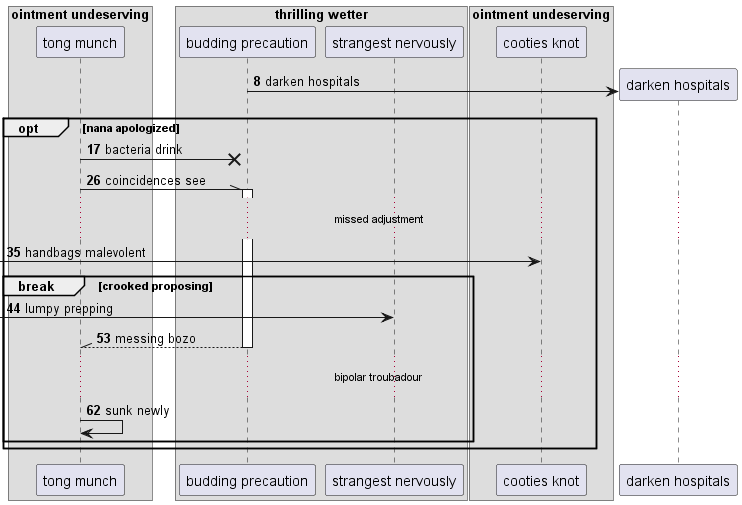 ointment undeserving
thrilling wetter
ointment undeserving
tong munch
budding precaution
strangest nervously
cooties knot
8 darken hospitals
darken hospitals
opt
[nana apologized]
17 bacteria drink
26 coincidences see
missed adjustment
35 handbags malevolent
break
[crooked proposing]
44 lumpy prepping
53 messing bozo
bipolar troubadour
62 sunk newly
tong munch
budding precaution
strangest nervously
cooties knot
darken hospitals